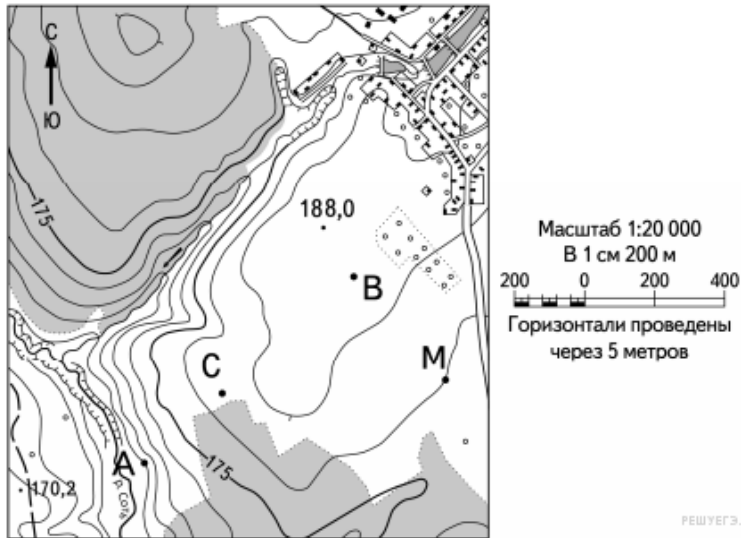 С
Ю
175
188,0
В
С
М
А
175
170,2
р. Соть
Масштаб 1:20 000
В 1 см 200 м
200 0 200 400
Горизонтали проведены
через 5 метров
РЕШУЕГЭ.